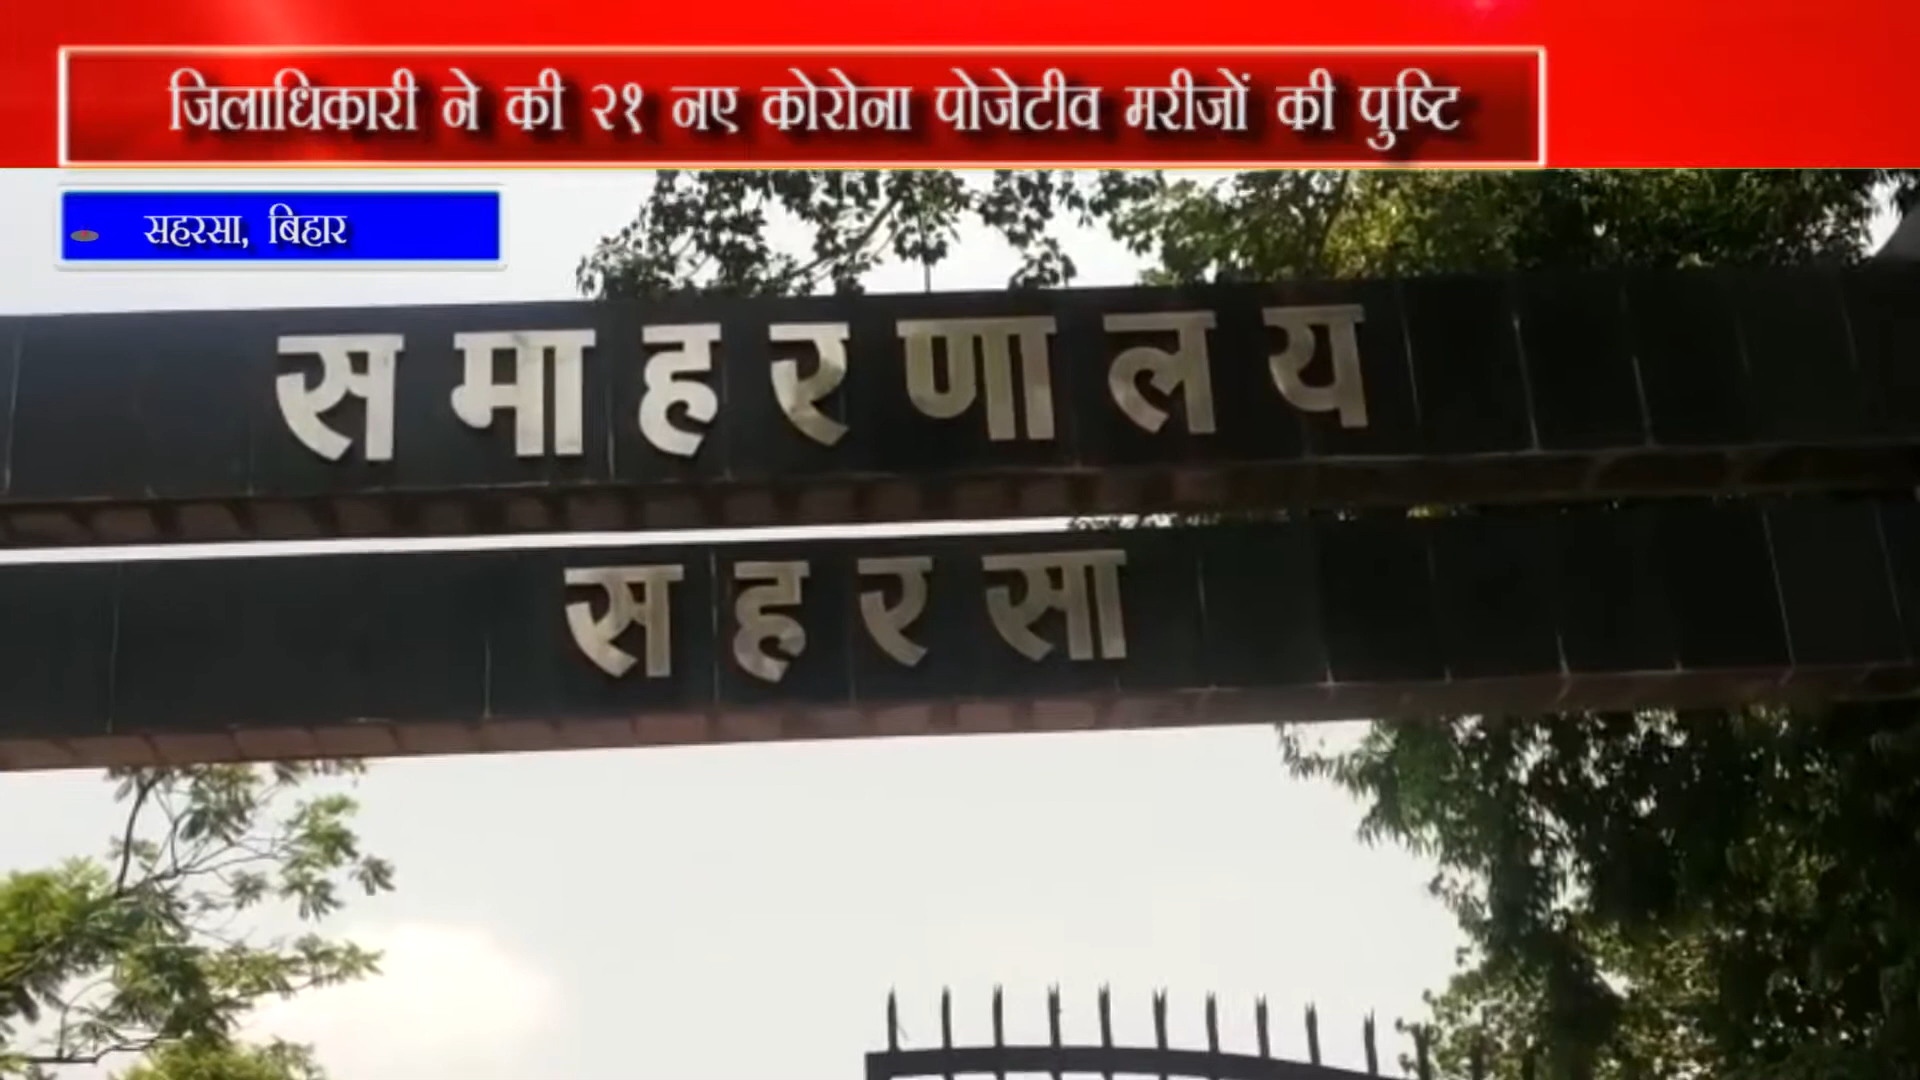 जिलाधिकारी ने की २१ नए कोरोना पोजेटीव मरीजों की पुष्टि
सहरसा, बिहार
समाहरणालय
सहरसा